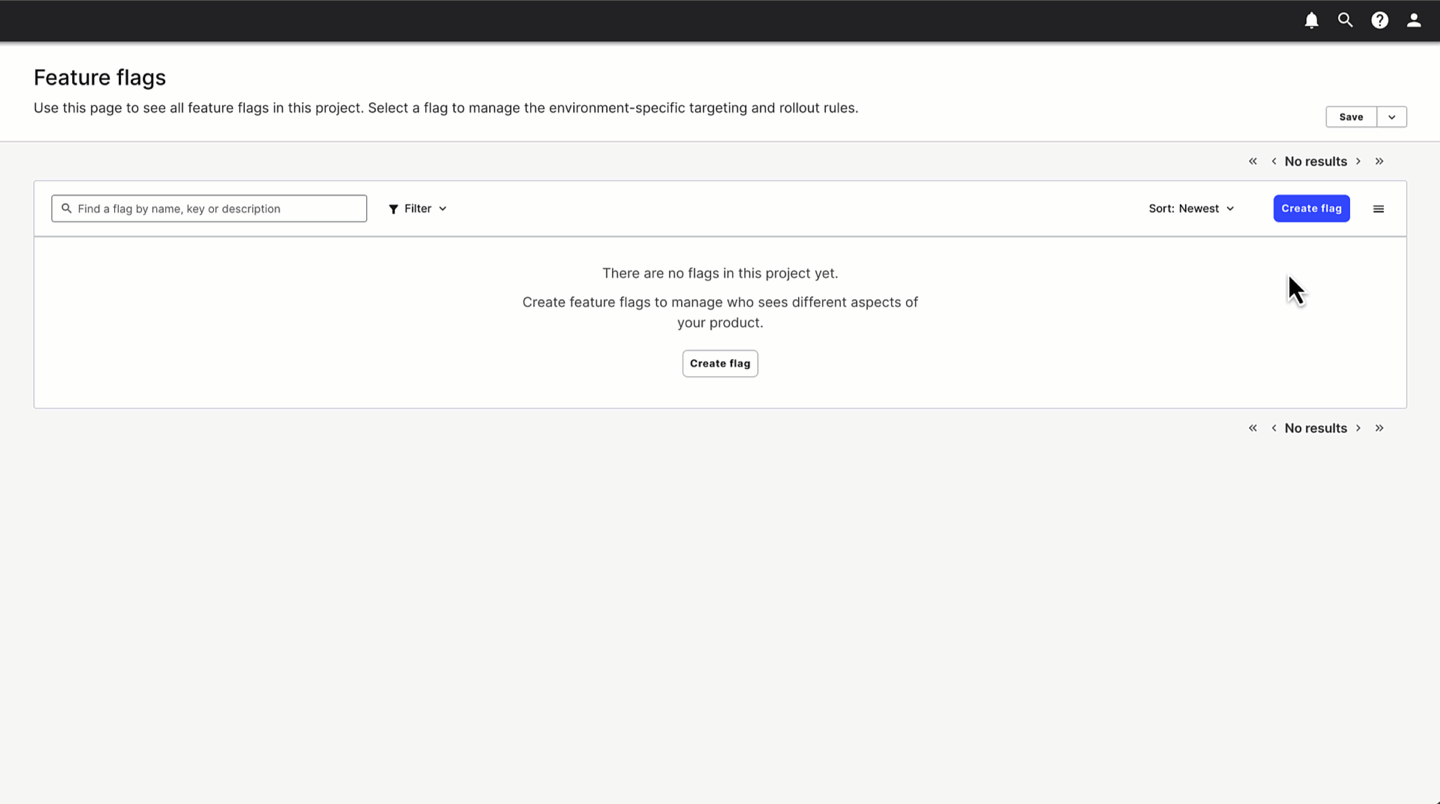 Feature flags
Use this page to see all feature flags in this project. Select a flag to manage the environment-specific targeting and rollout rules.
Save
« ‹ No results › »
Find a flag by name, key or description
Filter
Sort: Newest
Create flag
There are no flags in this project yet.
Create feature flags to manage who sees different aspects of
your product.
Create flag
« ‹ No results › »